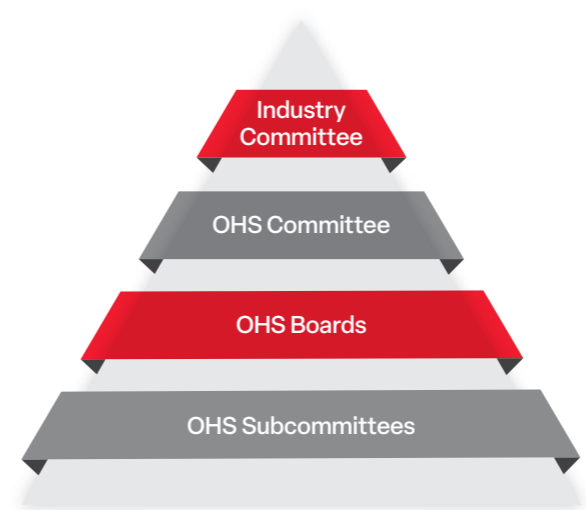 Industry
Committee
OHS Committee
OHS Boards
OHS Subcommittees